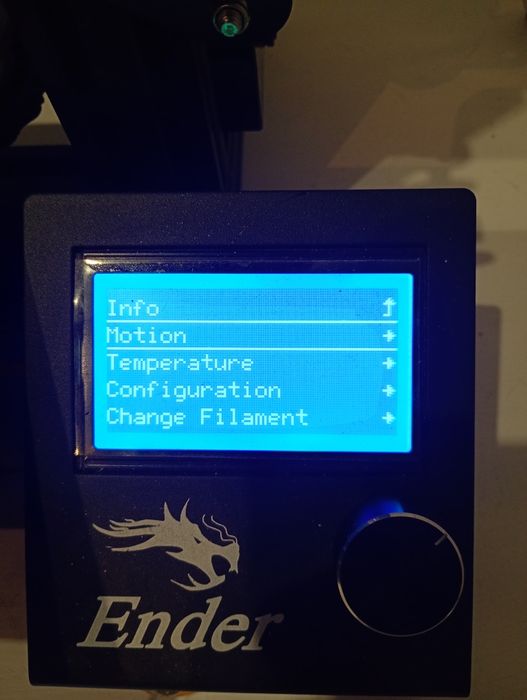 Info
Motion
Temperature
Configuration
Change Filament
Ender